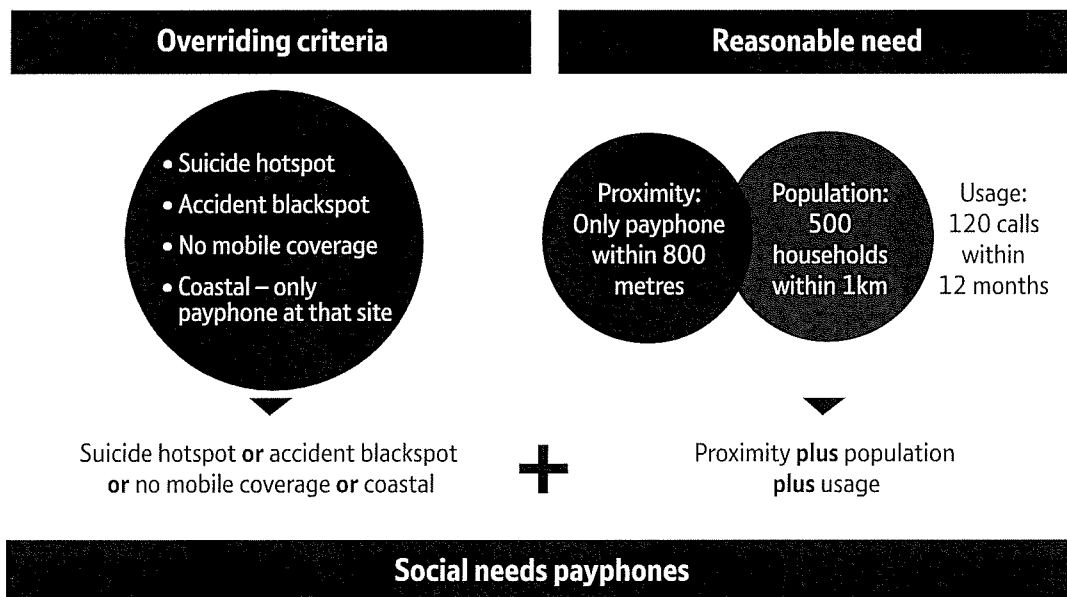 Overriding criteria
• Suicide hotspot
• Accident blackspot
• No mobile coverage
• Coastal – only
payphone at that site
Suicide hotspot or accident blackspot
or no mobile coverage or coastal
+
Reasonable need
Proximity:
Only payphone
within 800
metres
Population:
500
households
within 1km
Usage:
120 calls
within
12 months
Proximity plus population
plus usage
Social needs payphones